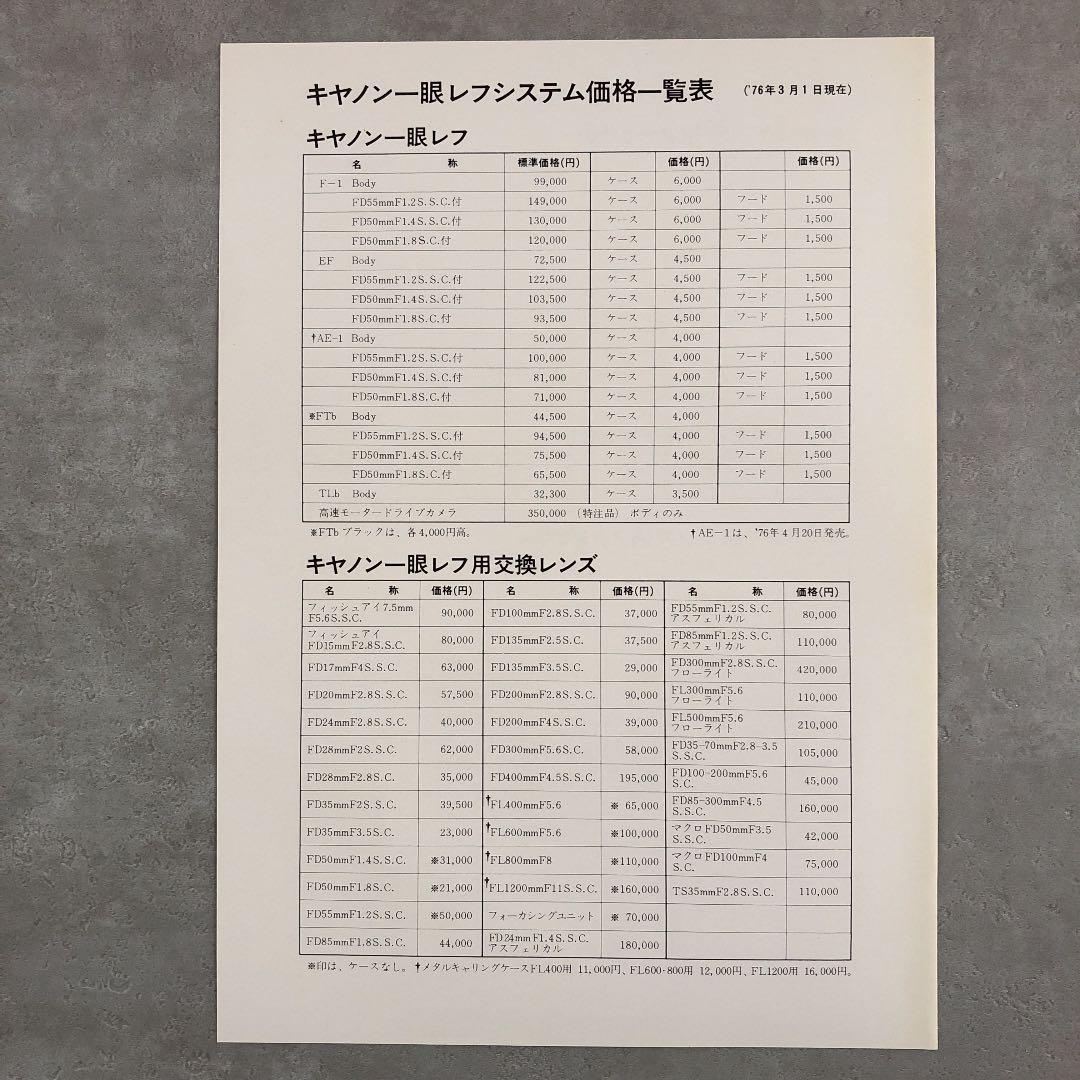 キヤノン一眼レフシステム価格一覧表 ('76年3月1日現在)
キヤノン一眼レフ
名 称 標準価格(円) 価格(円) 価格(円)
F-1 Body 99,000 ケース 6,000
FD55mmF1.2S.S.C.付 149,000 ケース 6,000 フード 1,500
FD50mmF1.4S.S.C.付 130,000 ケース 6,000 フード 1,500
FD50mmF1.8S.C.付 120,000 ケース 6,000 フード 1,500
EF Body 72,500 ケース 4,500
FD55mmF1.2S.S.C.付 122,500 ケース 4,500 フード 1,500
FD50mmF1.4S.S.C.付 103,500 ケース 4,500 フード 1,500
FD50mmF1.8S.C.付 93,500 ケース 4,500 フード 1,500
†AE-1 Body 50,000 ケース 4,000
FD55mmF1.2S.S.C.付 100,000 ケース 4,000 フード 1,500
FD50mmF1.4S.S.C.付 81,000 ケース 4,000 フード 1,500
FD50mmF1.8S.C.付 71,000 ケース 4,000 フード 1,500
※FTb Body 44,500 ケース 4,000
FD55mmF1.2S.S.C.付 94,500 ケース 4,000 フード 1,500
FD50mmF1.4S.S.C.付 75,500 ケース 4,000 フード 1,500
FD50mmF1.8S.C.付 65,500 ケース 4,000 フード 1,500
TLb Body 32,300 ケース 3,500
高速モータードライブカメラ 350,000 (特注品) ボディのみ
※FTbブラックは、各4,000円高。 †AE-1は、'76年4月20日発売。
キヤノン一眼レフ用交換レンズ
名 称 価格(円) 名 称 価格(円) 名 称 価格(円)
フィッシュアイ7.5mm
F5.6S.S.C. 90,000 FD100mmF2.8S.S.C. 37,000 FD55mmF1.2S.S.C.
アスフェリカル 80,000
フィッシュアイ
FD15mmF2.8S.S.C. 80,000 FD135mmF2.5S.C. 37,500 FD85mmF1.2S.S.C.
アスフェリカル 110,000
FD17mmF4S.S.C. 63,000 FD135mmF3.5S.C. 29,000 FD300mmF2.8S.S.C.
フローライト 420,000
FD20mmF2.8S.S.C. 57,500 FD200mmF2.8S.S.C. 90,000 FL300mmF5.6
フローライト 110,000
FD24mmF2.8S.S.C. 40,000 FD200mmF4S.S.C. 39,000 FL500mmF5.6
フローライト 210,000
FD28mmF2S.S.C. 62,000 FD300mmF5.6S.C. 58,000 FD35-70mmF2.8-3.5
S.S.C. 105,000
FD28mmF2.8S.C. 35,000 FD400mmF4.5S.S.C. 195,000 FD100-200mmF5.6
S.C. 45,000
FD35mmF2S.S.C. 39,500 †FL400mmF5.6 ※ 65,000 FD85-300mmF4.5
S.S.C. 160,000
FD35mmF3.5S.C. 23,000 †FL600mmF5.6 ※100,000 マクロFD50mmF3.5
S.S.C. 42,000
FD50mmF1.4S.S.C. ※31,000 †FL800mmF8 ※110,000 マクロFD100mmF4
S.C. 75,000
FD50mmF1.8S.C. ※21,000 †FL1200mmF11S.S.C. ※160,000 TS35mmF2.8S.S.C. 110,000
FD55mmF1.2S.S.C. ※50,000 フォーカシングユニット ※ 70,000
FD85mmF1.8S.S.C. 44,000 FD24mmF1.4S.S.C.
アスフェリカル 180,000
※印は、ケースなし。†メタルキャリングケースFL400用 11,000円、FL600・800用 12,000円、FL1200用 16,000円。